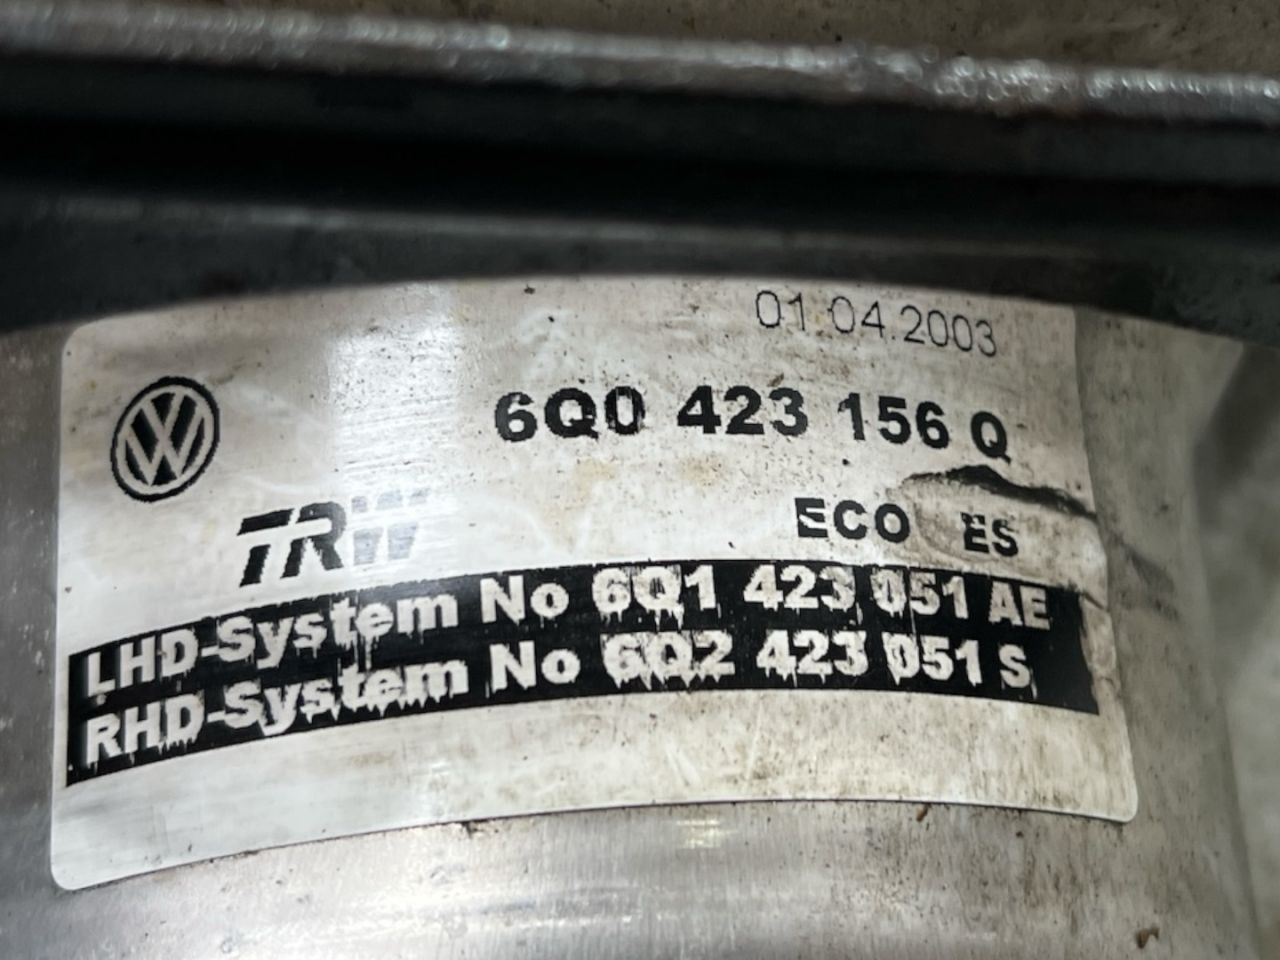 01.04.2003
6Q0 423 156 Q
TRW ECO ES
LHD-System No 6Q1 423 051 AE
RHD-System No 6Q2 423 051 S